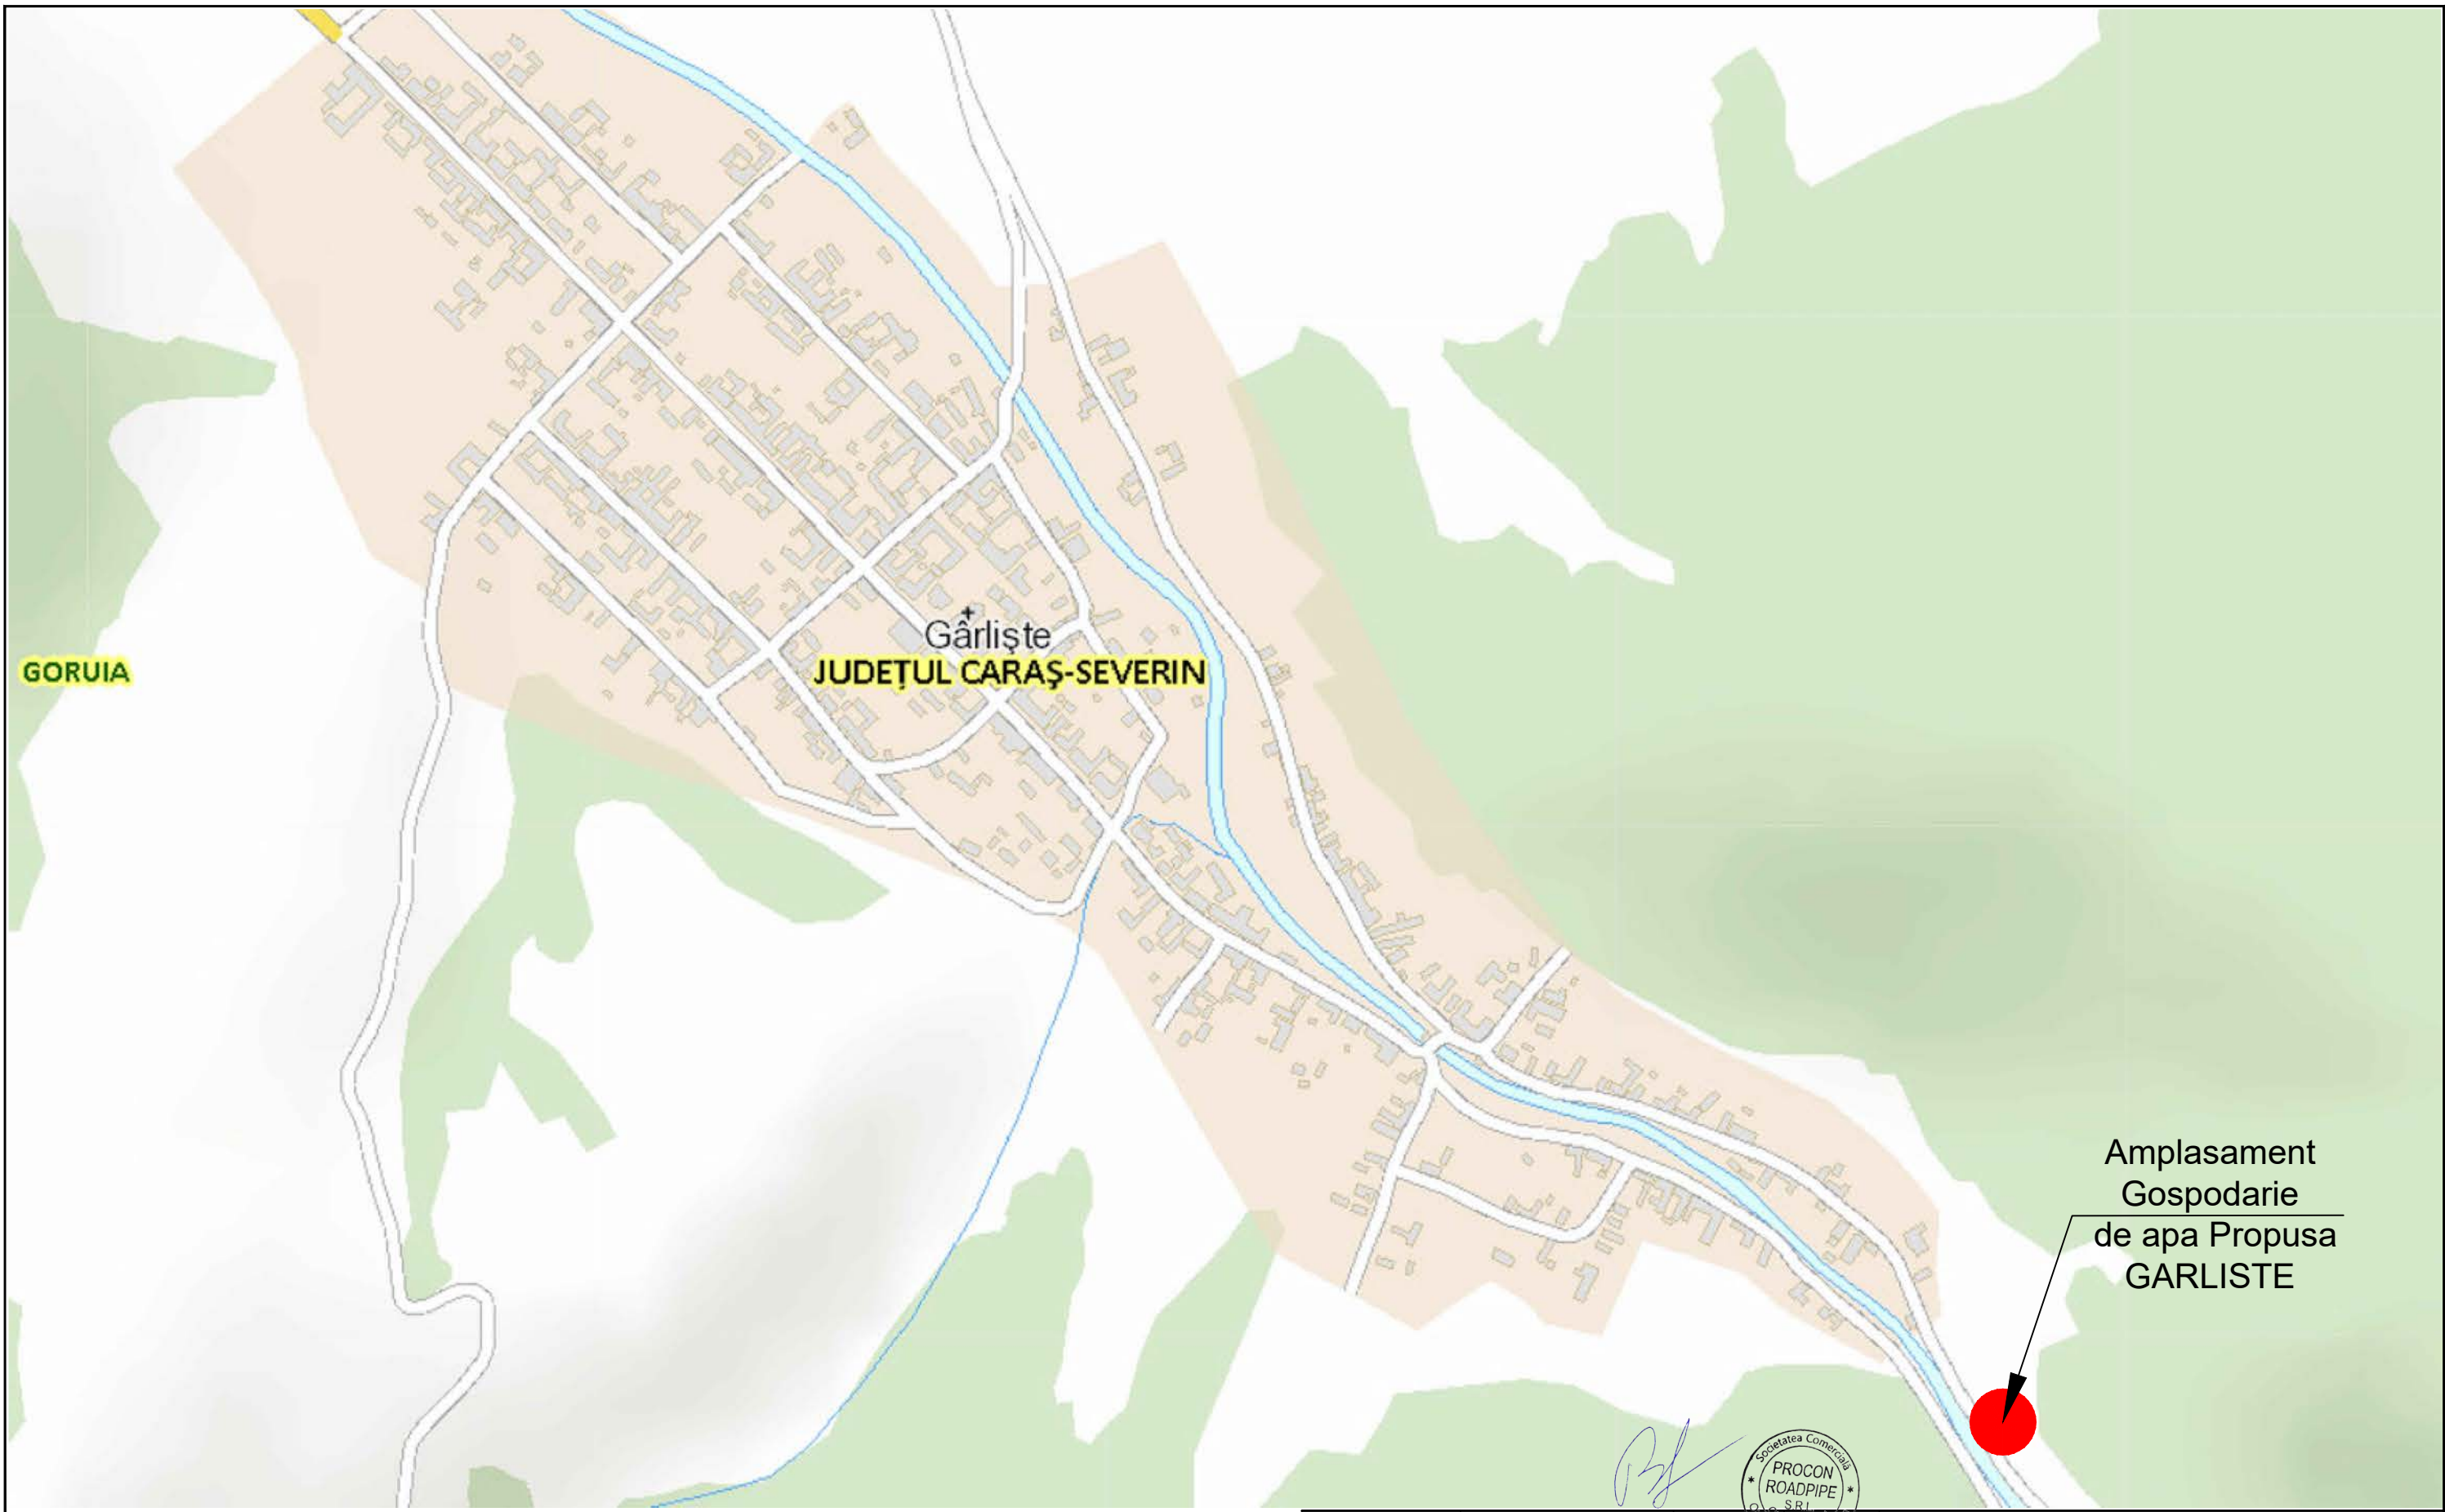 Gârliște
JUDEȚUL CARAȘ-SEVERIN
GORUIA
Amplasament
Gospodarie
de apa Propusa
GARLISTE
Societatea Comercială
PROCON
ROADPIPE
S.R.L.